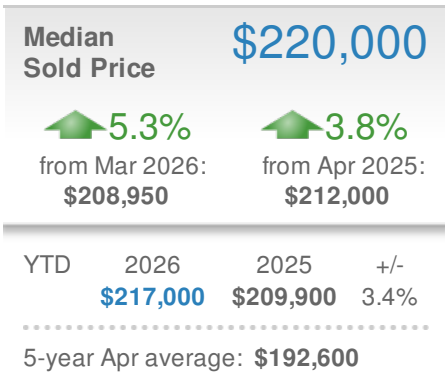 Median $220,000
Sold Price
5.3% 3.8%
from Mar 2026: from Apr 2025:
$208,950 $212,000
YTD 2026 2025 +/-
$217,000 $209,900 3.4%
5-year Apr average: $192,600